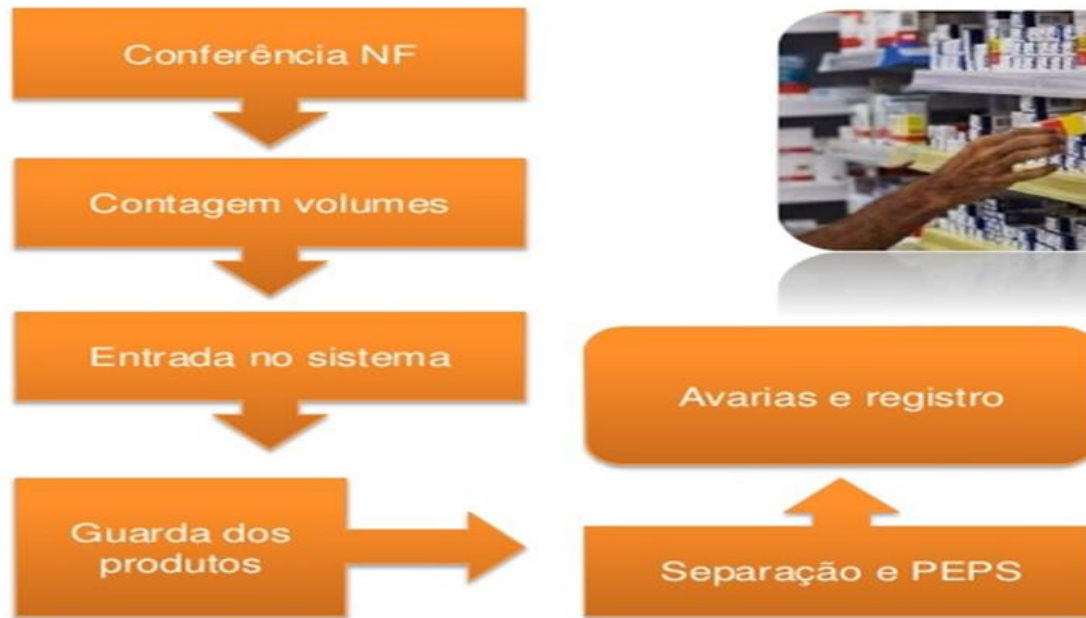 Conferência NF
Contagem volumes
Entrada no sistema
Guarda dos
produtos
Separação e PEPS
Avarias e registro